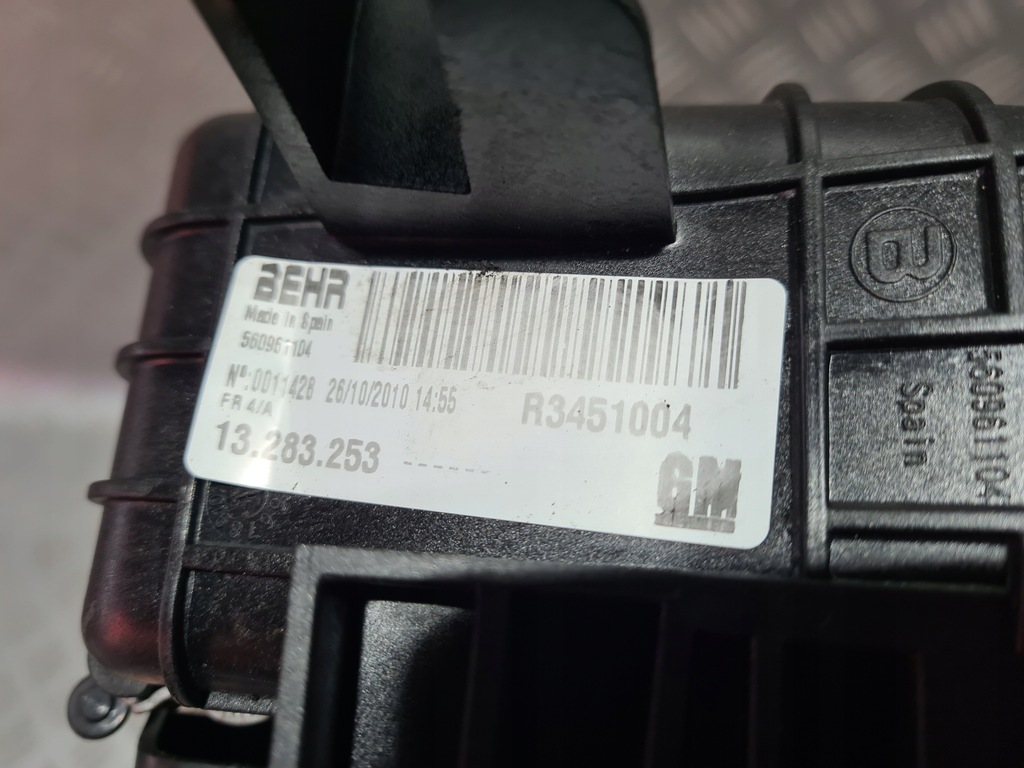 BEHR
Made in Spain
560961104
Nº:0011428 26/10/2010 14:55
FR 4/A
R3451004
13.283.253 -------
GM
B
560961104
Spain